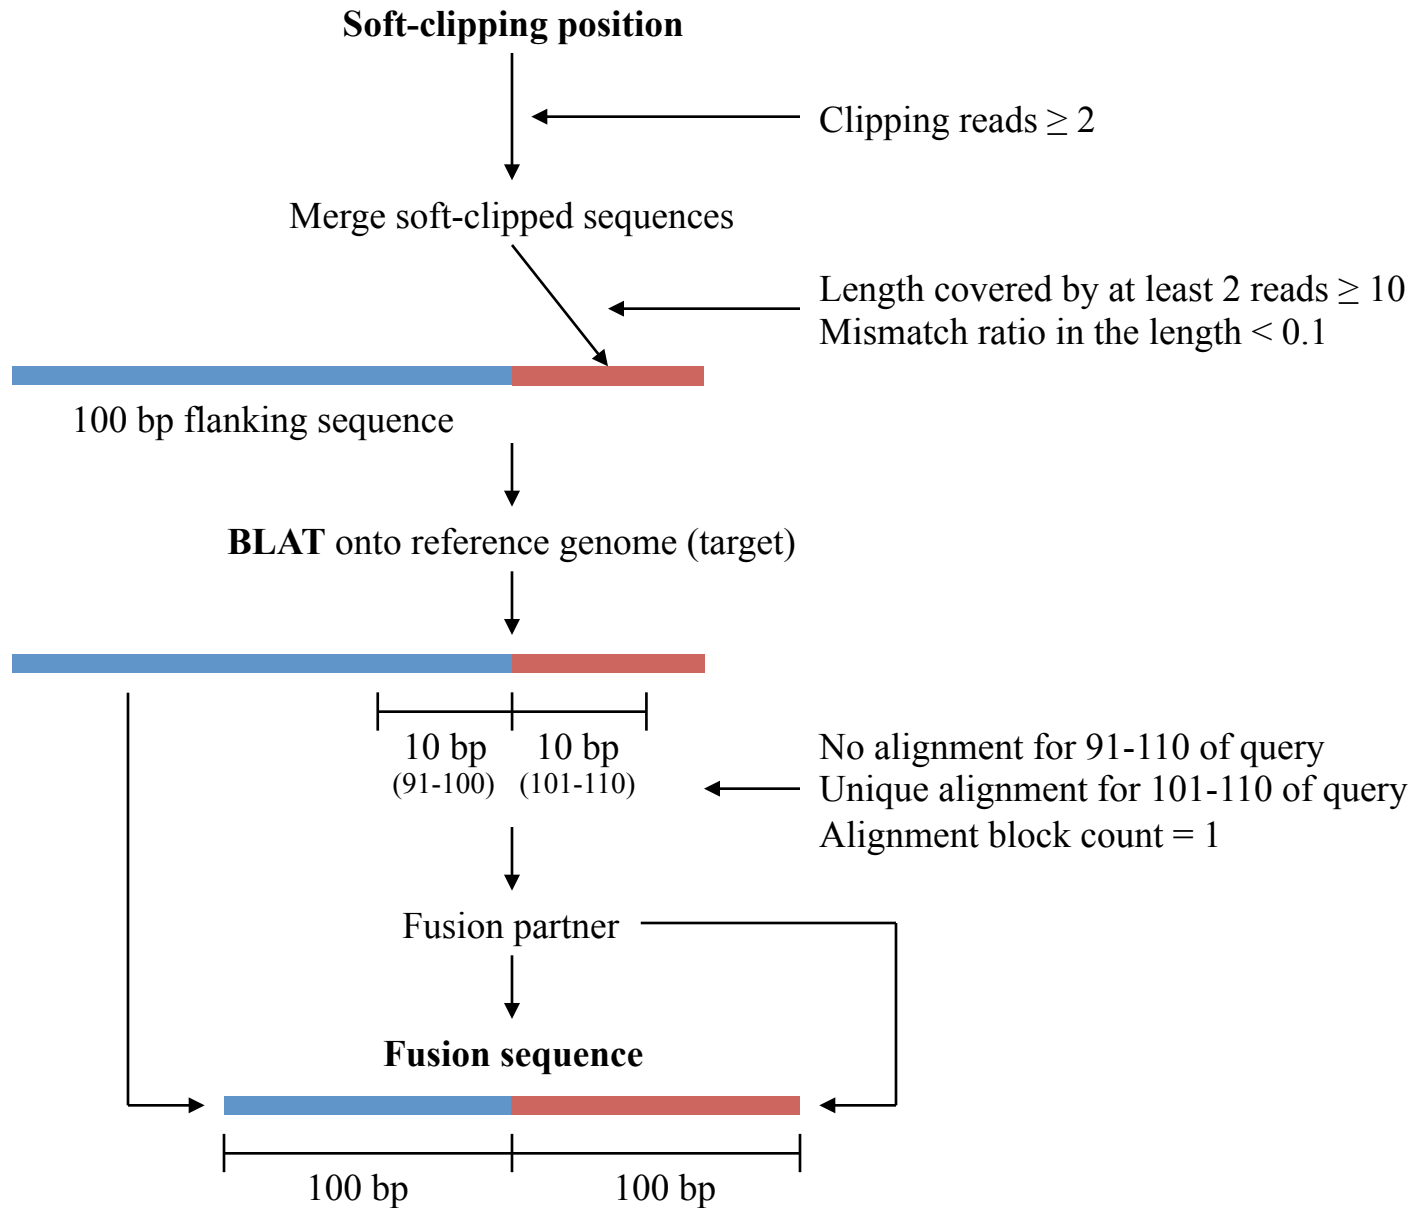 Soft-clipping position
Clipping reads ≥ 2
Merge soft-clipped sequences
Length covered by at least 2 reads ≥ 10
Mismatch ratio in the length < 0.1
100 bp flanking sequence
BLAT onto reference genome (target)
10 bp 10 bp
(91-100) (101-110)
No alignment for 91-110 of query
Unique alignment for 101-110 of query
Alignment block count = 1
Fusion partner
Fusion sequence
100 bp 100 bp